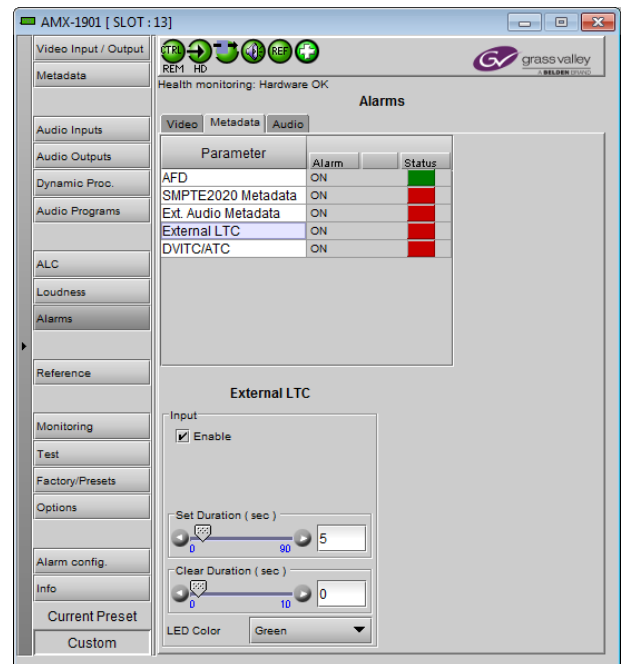 AMX-1901 [ SLOT : 13]
Video Input / Output
Metadata
Audio Inputs
Audio Outputs
Dynamic Proc.
Audio Programs
ALC
Loudness
Alarms
Reference
Monitoring
Test
Factory/Presets
Options
Alarm config.
Info
Current Preset
Custom
CTRL
REF
REM HD
grass valley
A BELDEN BRAND
Health monitoring: Hardware OK
Alarms
Video Metadata Audio
Parameter Alarm Status
AFD ON
SMPTE2020 Metadata ON
Ext. Audio Metadata ON
External LTC ON
DVITC/ATC ON
External LTC
Input
Enable
Set Duration ( sec )
0 90 5
Clear Duration ( sec )
0 10 0
LED Color Green